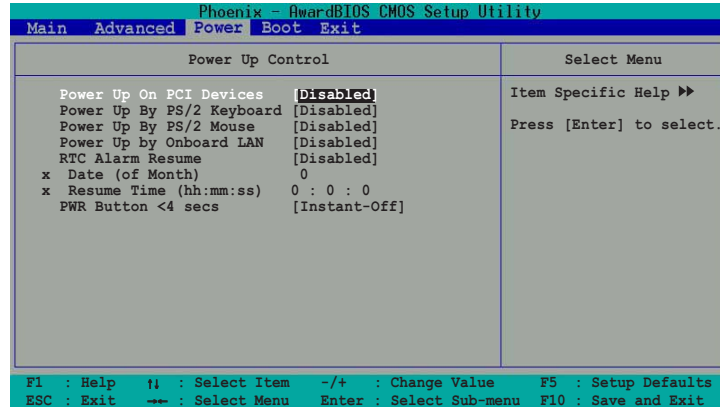 Phoenix - AwardBIOS CMOS Setup Utility
Main Advanced Power Boot Exit
Power Up Control
Select Menu
Power Up On PCI Devices [Disabled]
Power Up By PS/2 Keyboard [Disabled]
Power Up By PS/2 Mouse [Disabled]
Power Up by Onboard LAN [Disabled]
RTC Alarm Resume [Disabled]
x Date (of Month) 0
x Resume Time (hh:mm:ss) 0 : 0 : 0
PWR Button <4 secs [Instant-Off]
Item Specific Help ▶▶
Press [Enter] to select.
F1 : Help ↑↓ : Select Item -/+ : Change Value F5 : Setup Defaults
ESC : Exit →← : Select Menu Enter : Select Sub-menu F10 : Save and Exit